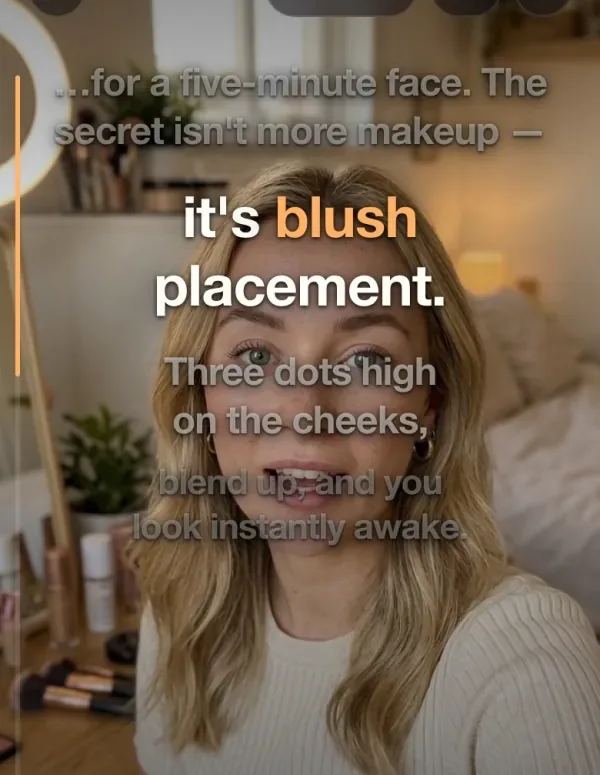 ...for a five-minute face. The
secret isn't more makeup —
it's blush
placement.
Three dots high
on the cheeks,
blend up, and you
look instantly awake.